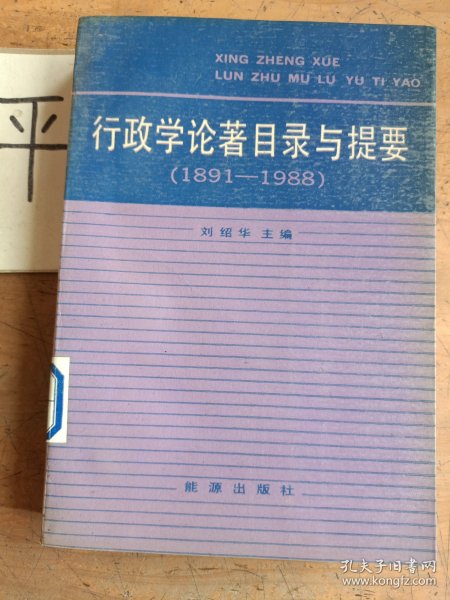 XING ZHENG XUE
LUN ZHU MU LU YU TI YAO
行政学论著目录与提要
(1891—1988)
刘绍华 主编
能源出版社
平
孔夫子旧书网
www.kongfz.com